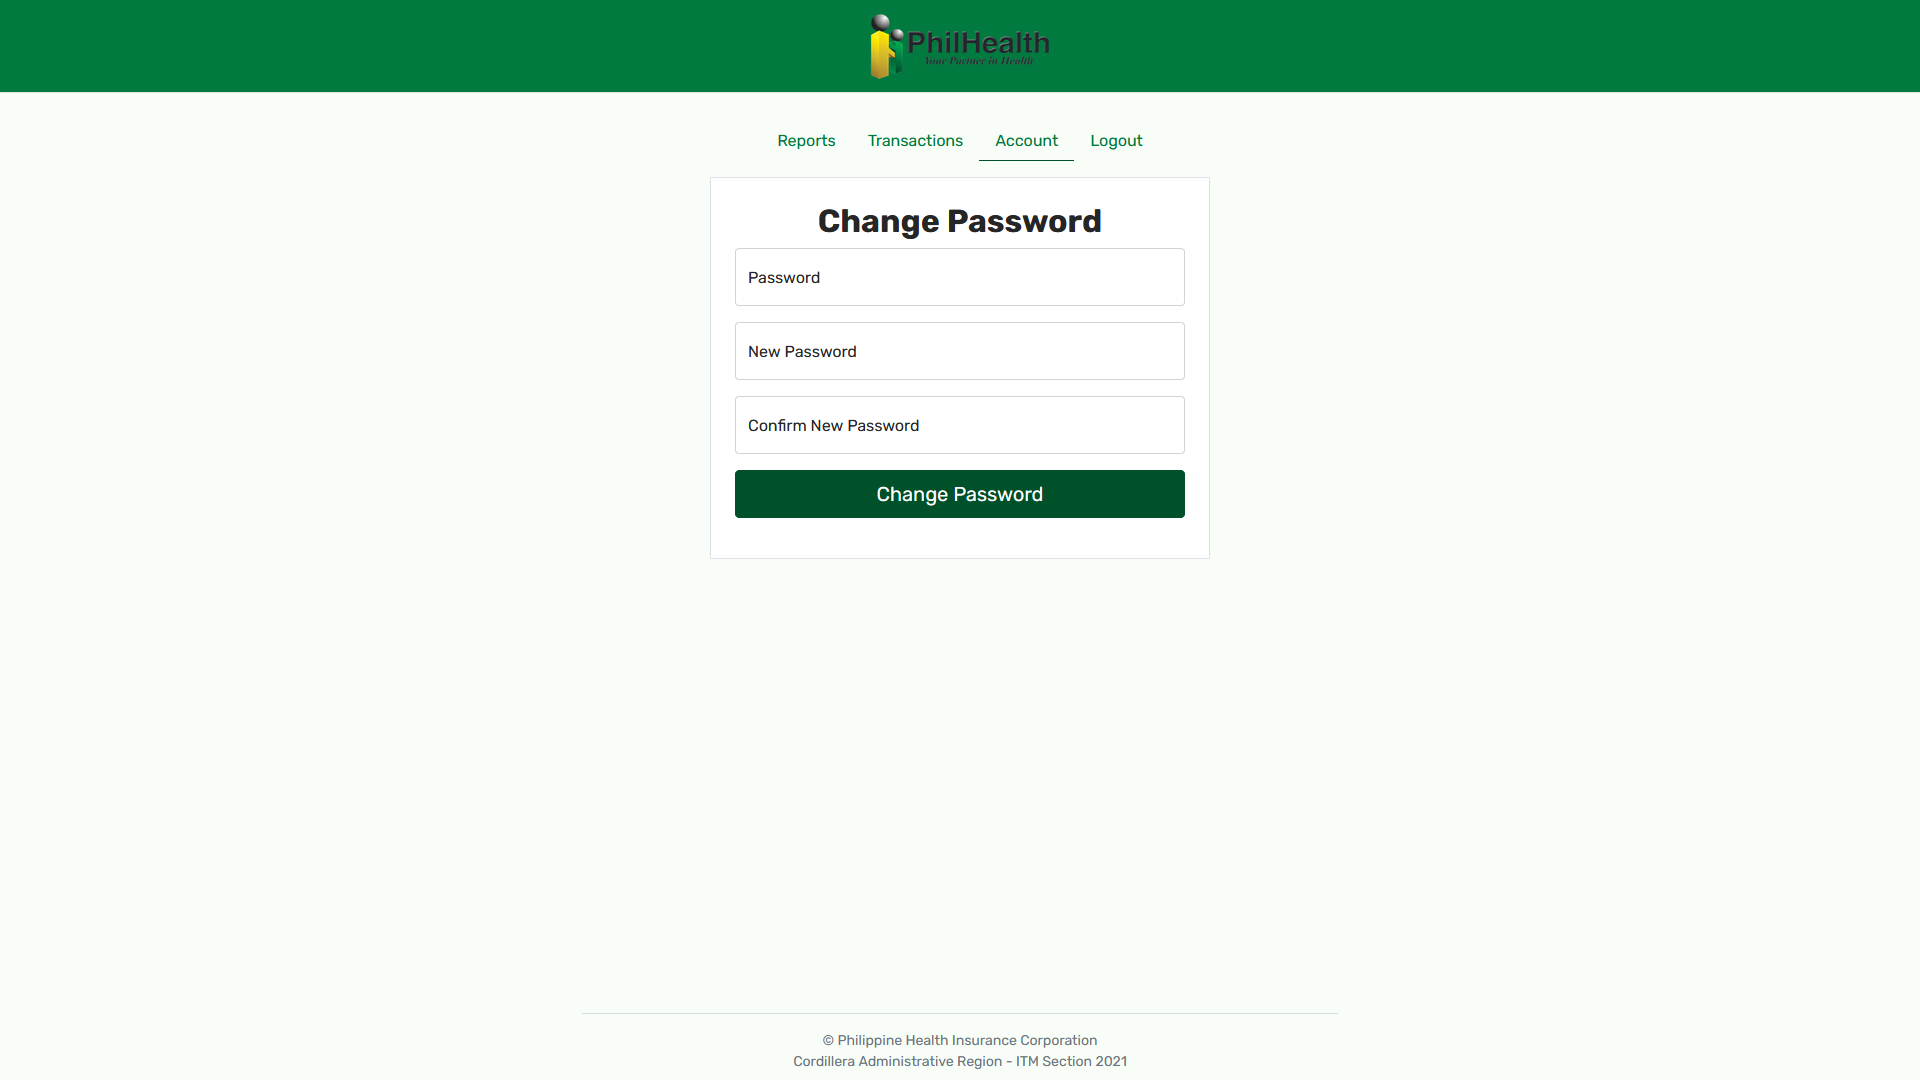 PhilHealth
Your Partner in Health
Reports Transactions Account Logout
Change Password
Password
New Password
Confirm New Password
Change Password
© Philippine Health Insurance Corporation
Cordillera Administrative Region - ITM Section 2021